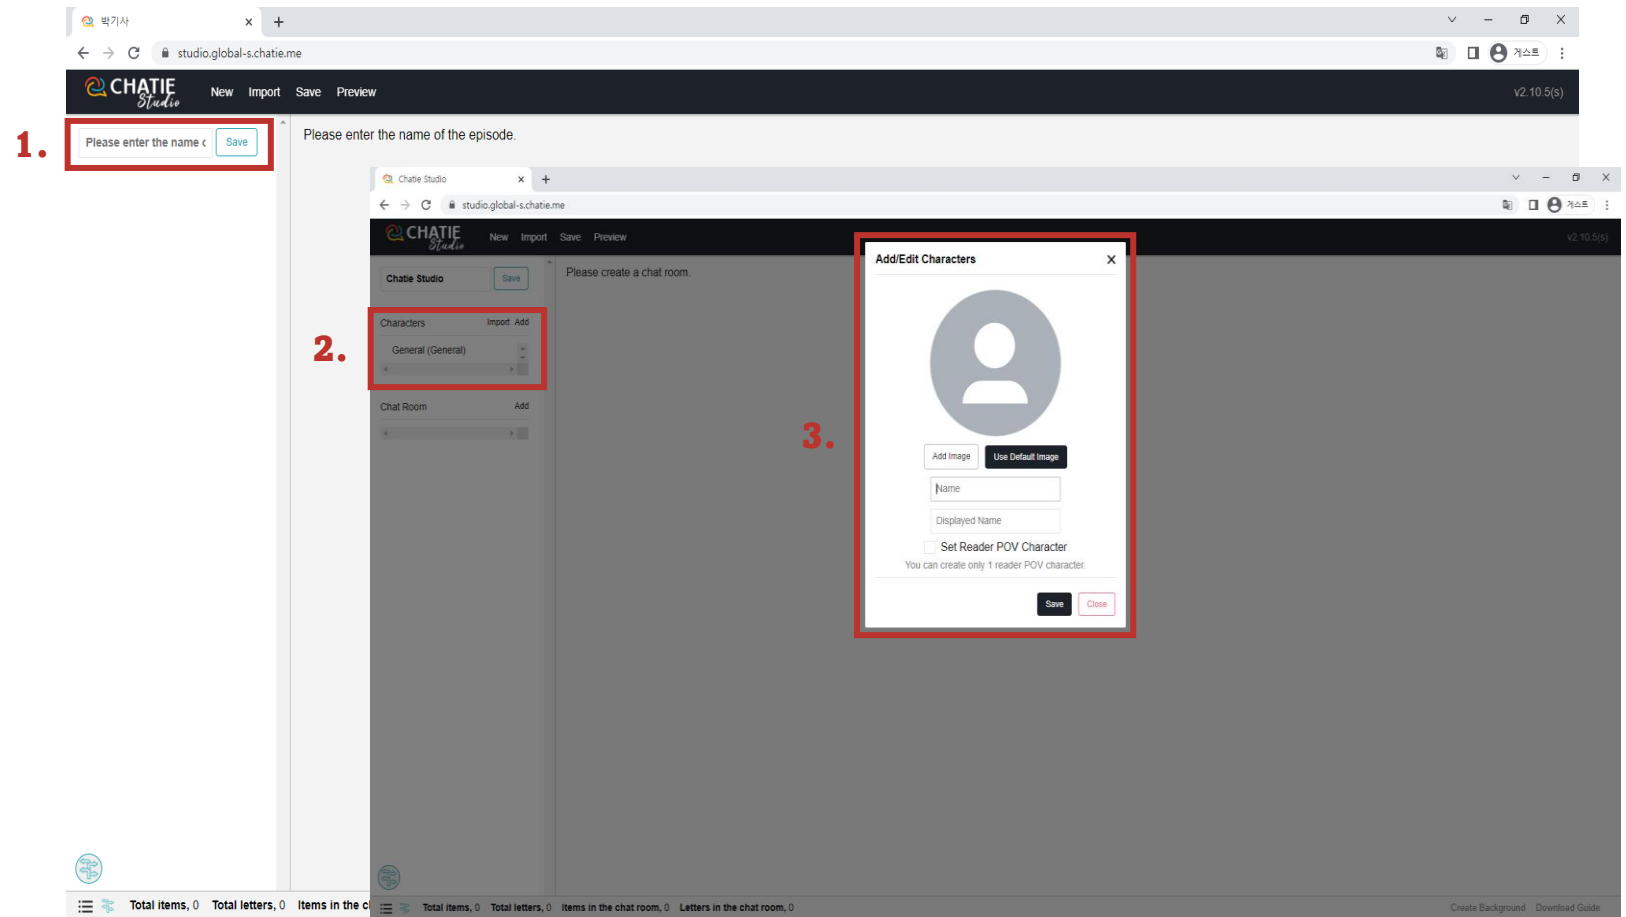 박기사
studio.global-s.chatie.me
게스트
CHATIE Studio
New Import Save Preview
v2.10.5(s)
1.
Please enter the name
Save
Please enter the name of the episode.
Chatie Studio
studio.global-s.chatie.me
게스트
CHATIE Studio
New Import Save Preview
v2.10.5(s)
Chatie Studio
Save
Please create a chat room.
2.
Characters
Import Add
General (General)
Chat Room
Add
3.
Add/Edit Characters
Add Image
Use Default Image
Name
Displayed Name
Set Reader POV Character
You can create only 1 reader POV character.
Save
Close
Total items, 0 Total letters, 0 Items in the
Total items, 0 Total letters, 0 Items in the chat room, 0 Letters in the chat room, 0
Create Background Download Guide